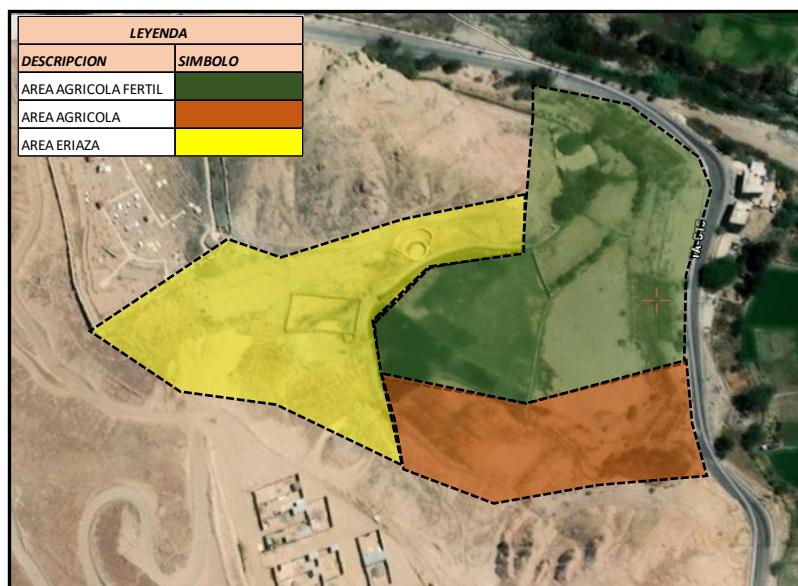 LEYENDA
DESCRIPCION SIMBOLO
AREA AGRICOLA FERTIL
AREA AGRICOLA
AREA ERIAZA